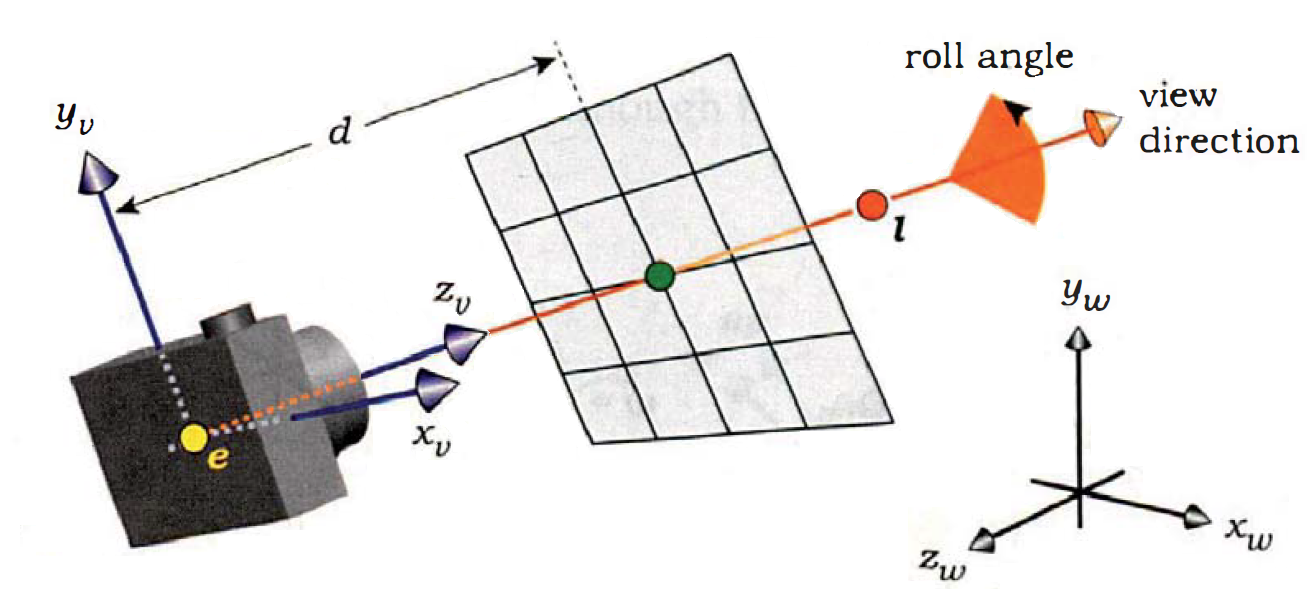 roll angle
view
direction
d
y_v
l
z_v
x_v
e
y_w
x_w
z_w